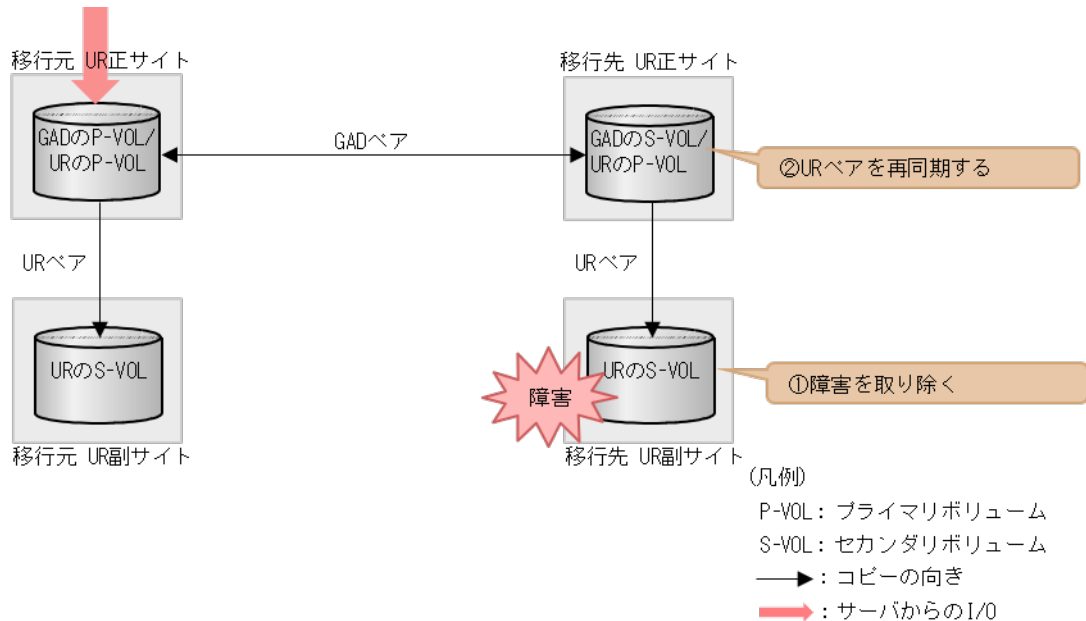 移行元 UR正サイト
移行先 UR正サイト
GADのP-VOL/
URのP-VOL
GADペア
GADのS-VOL/
URのP-VOL
②URペアを再同期する
URペア
URペア
URのS-VOL
障害
URのS-VOL
①障害を取り除く
移行元 UR副サイト
移行先 UR副サイト
(凡例)
P-VOL: プライマリボリューム
S-VOL: セカンダリボリューム
: コピーの向き
: サーバからのI/O